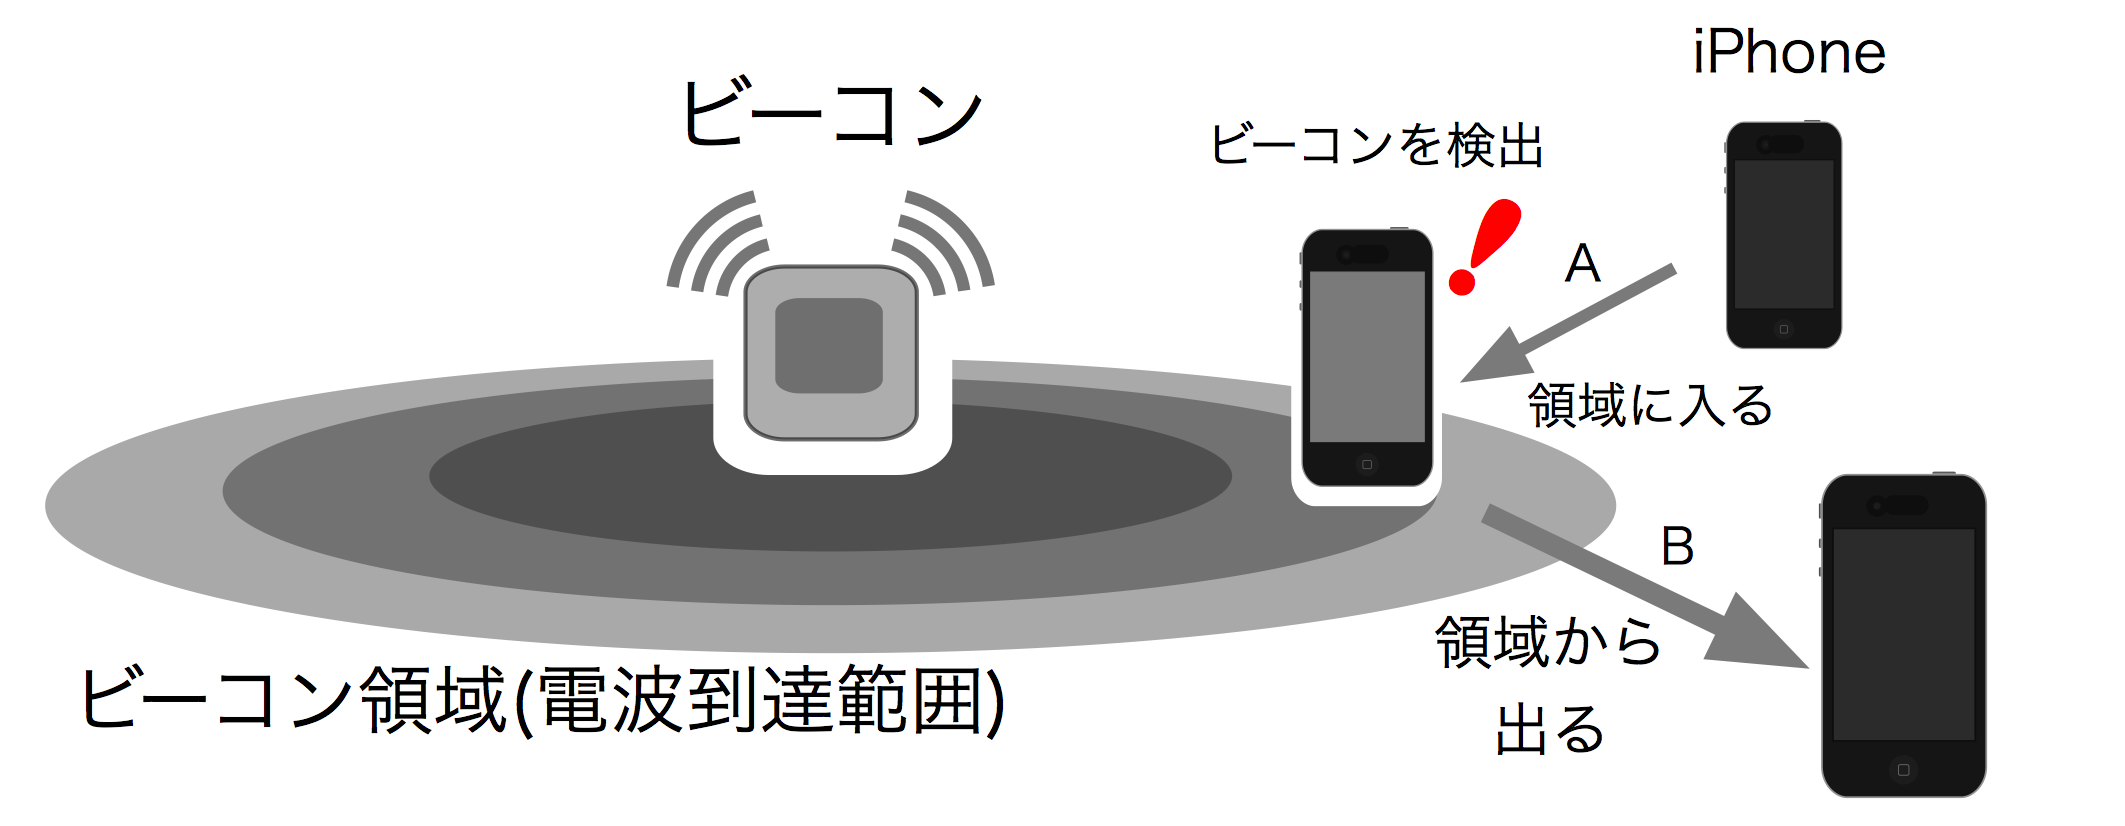 iPhone
ビーコン
ビーコンを検出
A
領域に入る
B
領域から
出る
ビーコン領域(電波到達範囲)